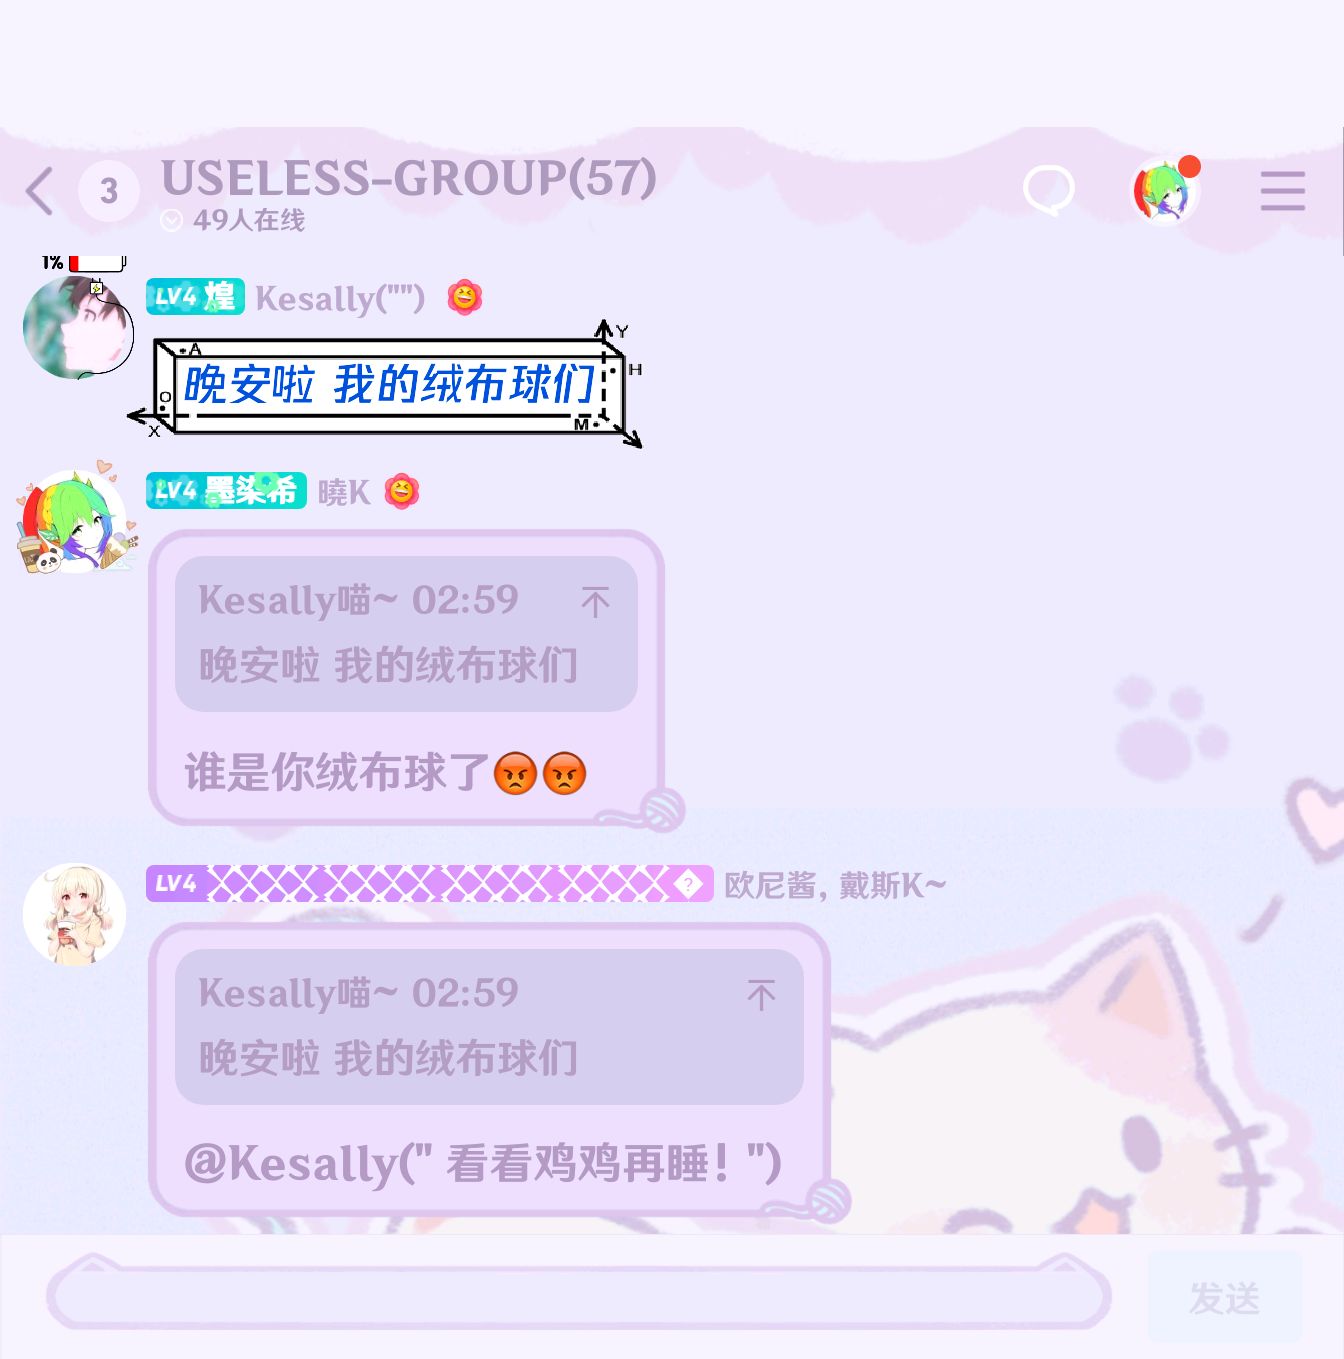 3
USELESS-GROUP(57)
49人在线
1%
LV4 煌 Kesally("")
A
Y
H
晚安啦 我的绒布球们
O
M
X
LV4 墨柒希 曉K
Kesally喵~ 02:59
晚安啦 我的绒布球们
谁是你绒布球了😡😡
LV4 ? 欧尼酱, 戴斯K~
Kesally喵~ 02:59
晚安啦 我的绒布球们
@Kesally(" 看看鸡鸡再睡! ")
发送